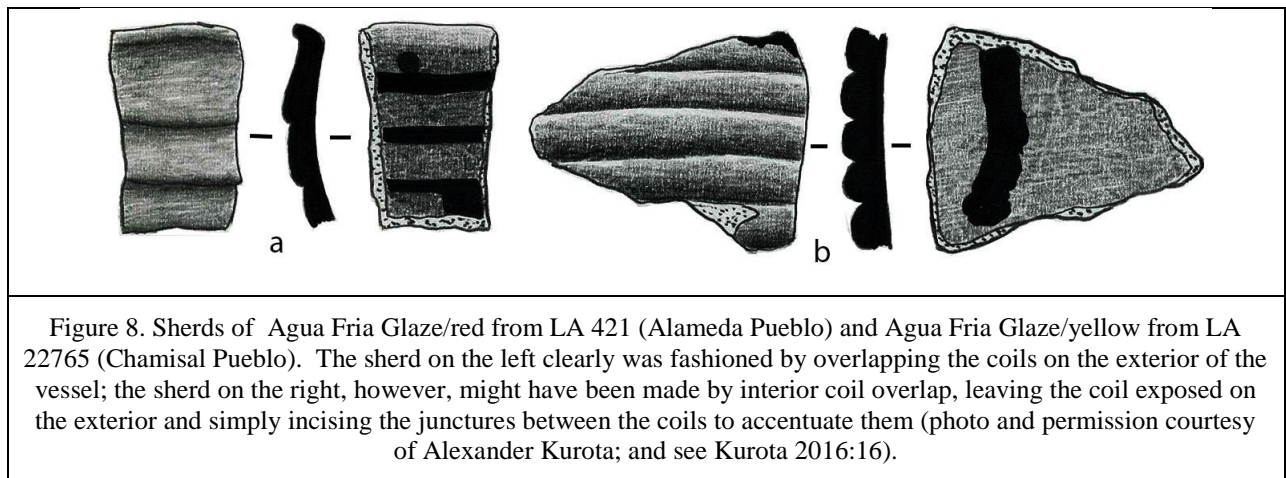 a
b
Figure 8. Sherds of  Agua Fria Glaze/red from LA 421 (Alameda Pueblo) and Agua Fria Glaze/yellow from LA
22765 (Chamisal Pueblo).  The sherd on the left clearly was fashioned by overlapping the coils on the exterior of the
vessel; the sherd on the right, however, might have been made by interior coil overlap, leaving the coil exposed on
the exterior and simply incising the junctures between the coils to accentuate them (photo and permission courtesy
of Alexander Kurota; and see Kurota 2016:16).